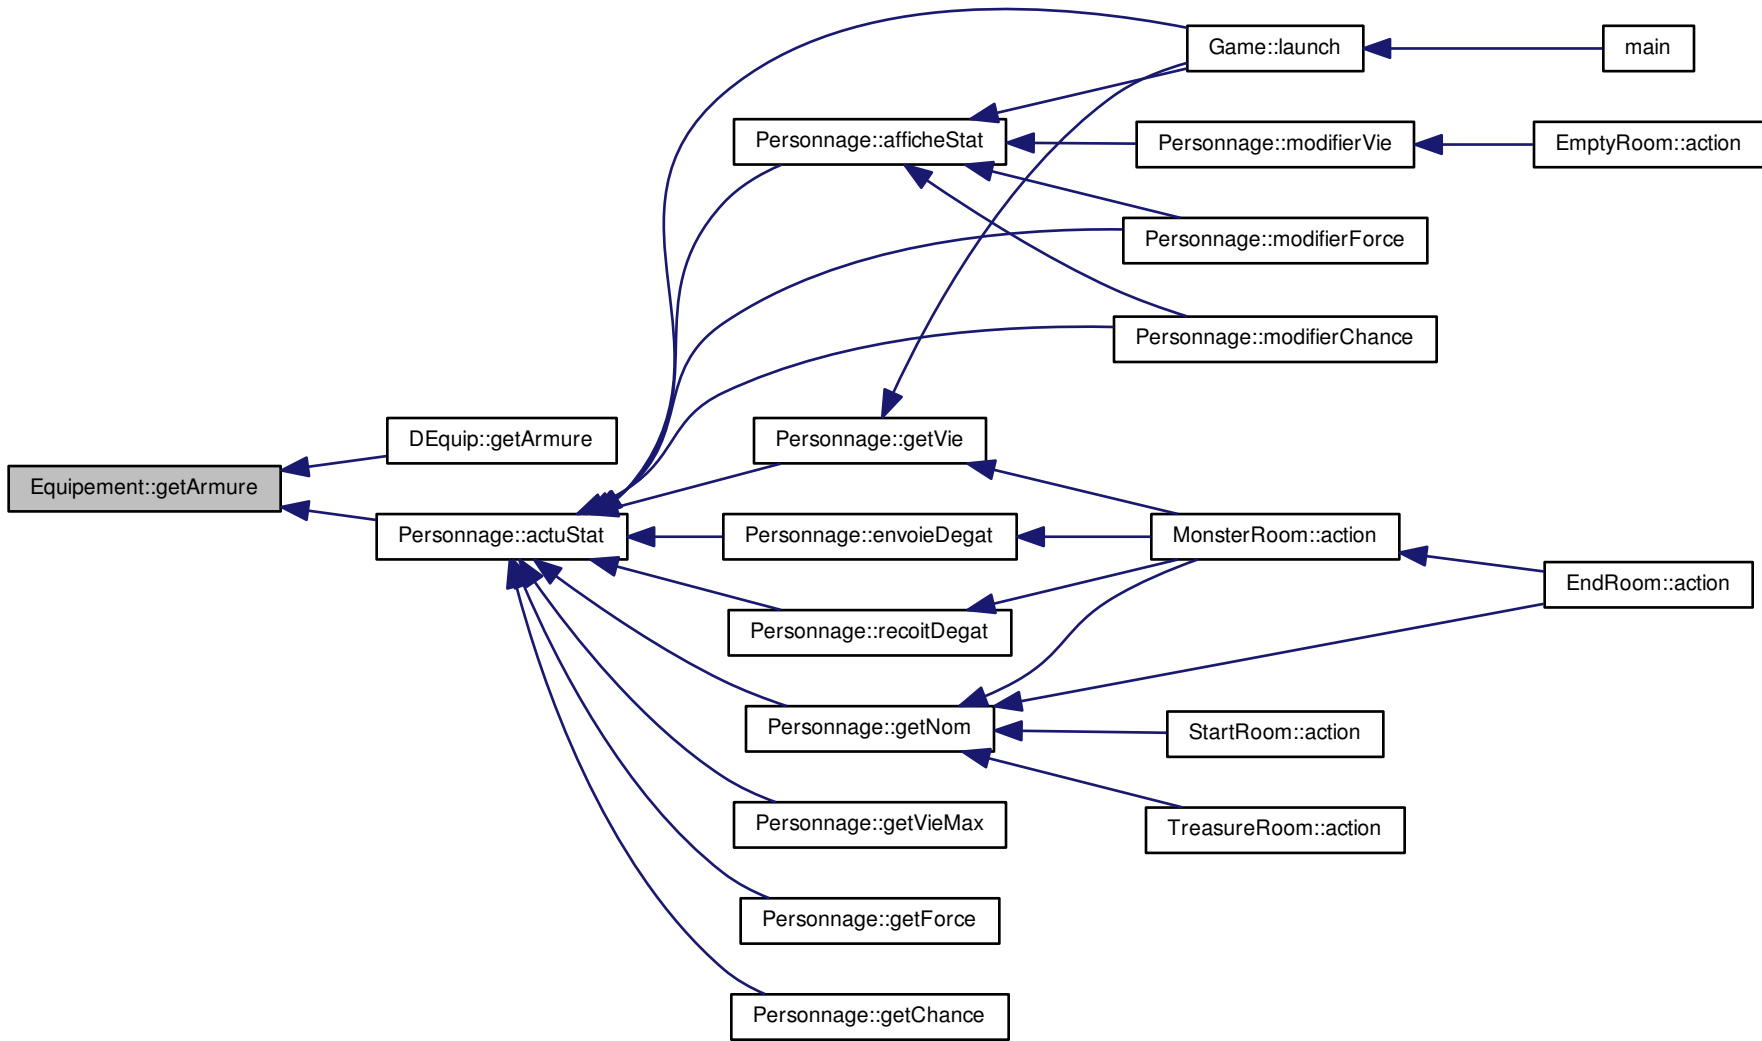 Game::launch
main
Personnage::afficheStat
Personnage::modifierVie
EmptyRoom::action
Personnage::modifierForce
Personnage::modifierChance
DEquip::getArmure
Personnage::getVie
Equipement::getArmure
Personnage::actuStat
Personnage::envoieDegat
MonsterRoom::action
EndRoom::action
Personnage::recoitDegat
Personnage::getNom
StartRoom::action
Personnage::getVieMax
TreasureRoom::action
Personnage::getForce
Personnage::getChance